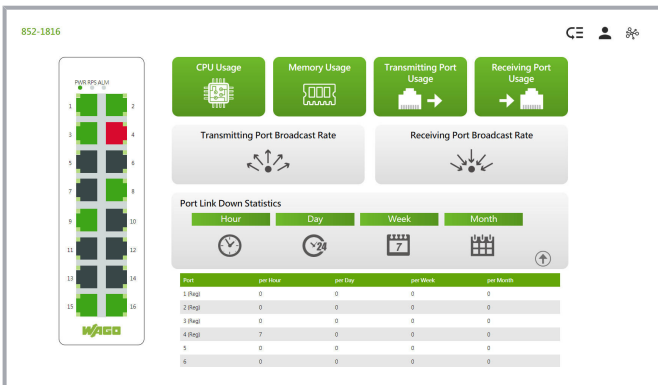 852-1816
PWR RPS ALM
1 2
3 4
5 6
7 8
9 10
11 12
13 14
15 16
WAGO
CPU Usage
Memory Usage
Transmitting Port
Usage
Receiving Port
Usage
Transmitting Port Broadcast Rate
Receiving Port Broadcast Rate
Port Link Down Statistics
Hour Day Week Month
24 7
Port per Hour per Day per Week per Month
1 (Reg) 0 0 0 0
2 (Reg) 0 0 0 0
3 (Reg) 0 0 0 0
4 (Reg) 7 0 0 0
5 0 0 0 0
6 0 0 0 0